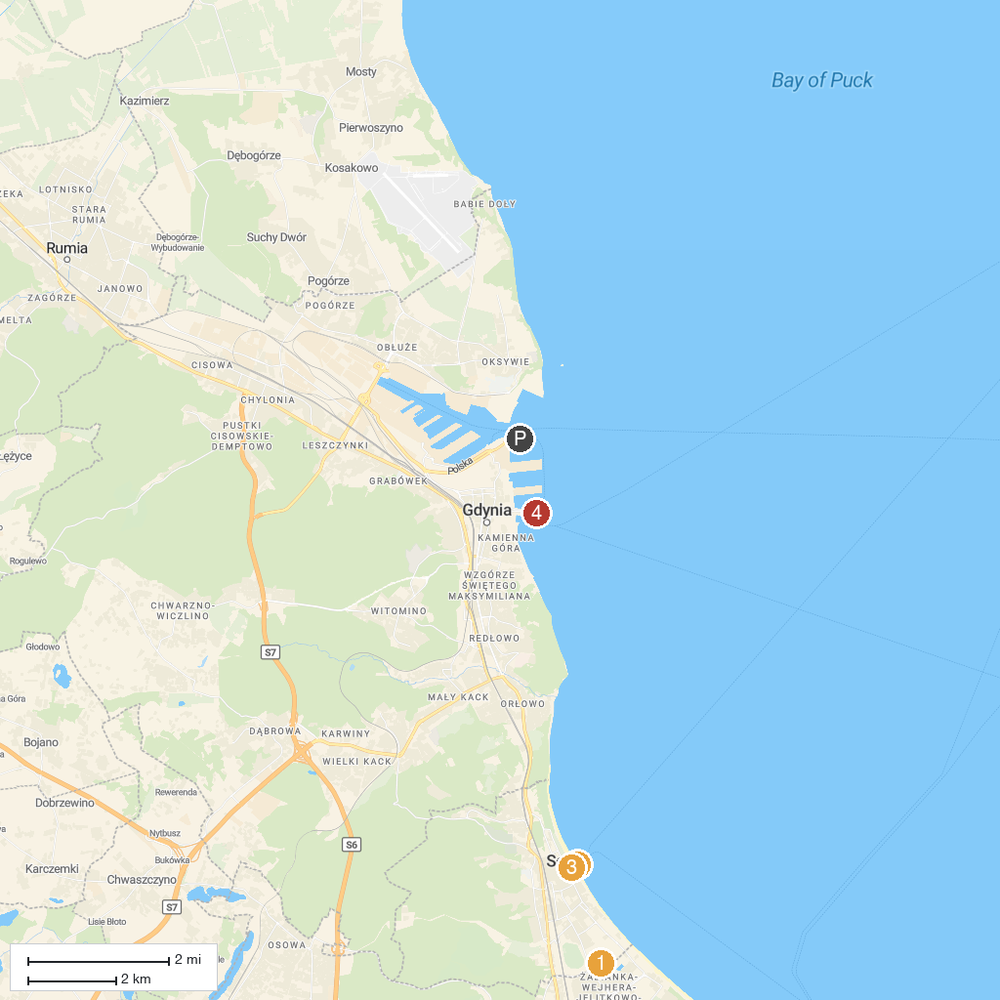 Bay of Puck
Mosty
Kazimierz
Pierwoszyno
Dębogórze
Kosakowo
LOTNISKO
BABIE DOŁY
STARA
RUMIA
Dębogórze-
Wybudowanie
Suchy Dwór
Rumia
Pogórze
JANOWO
ZAGÓRZE
POGÓRZE
OBŁUŻE
OKSYWIE
CISOWA
CHYLONIA
PUSTKI
CISOWSKIE-
DEMPTOWO
P
LESZCZYNKI
Polska
GRABÓWEK
Gdynia
4
KAMIENNA
GÓRA
Rogulewo
WZGÓRZE
ŚWIĘTEGO
MAKSYMILIANA
CHWARZNO-
WICZLINO
WITOMINO
REDŁOWO
Głodowo
S7
MAŁY KACK
ORŁOWO
DĄBROWA
KARWINY
Bojano
WIELKI KACK
Rewerenda
Dobrzewino
Nytbusz
S6
Bukówka
3
Karczemki
Chwaszczyno
S7
Lisie Błoto
OSOWA
2 mi
2 km
1
WEJHERA-
JELITKOWO-